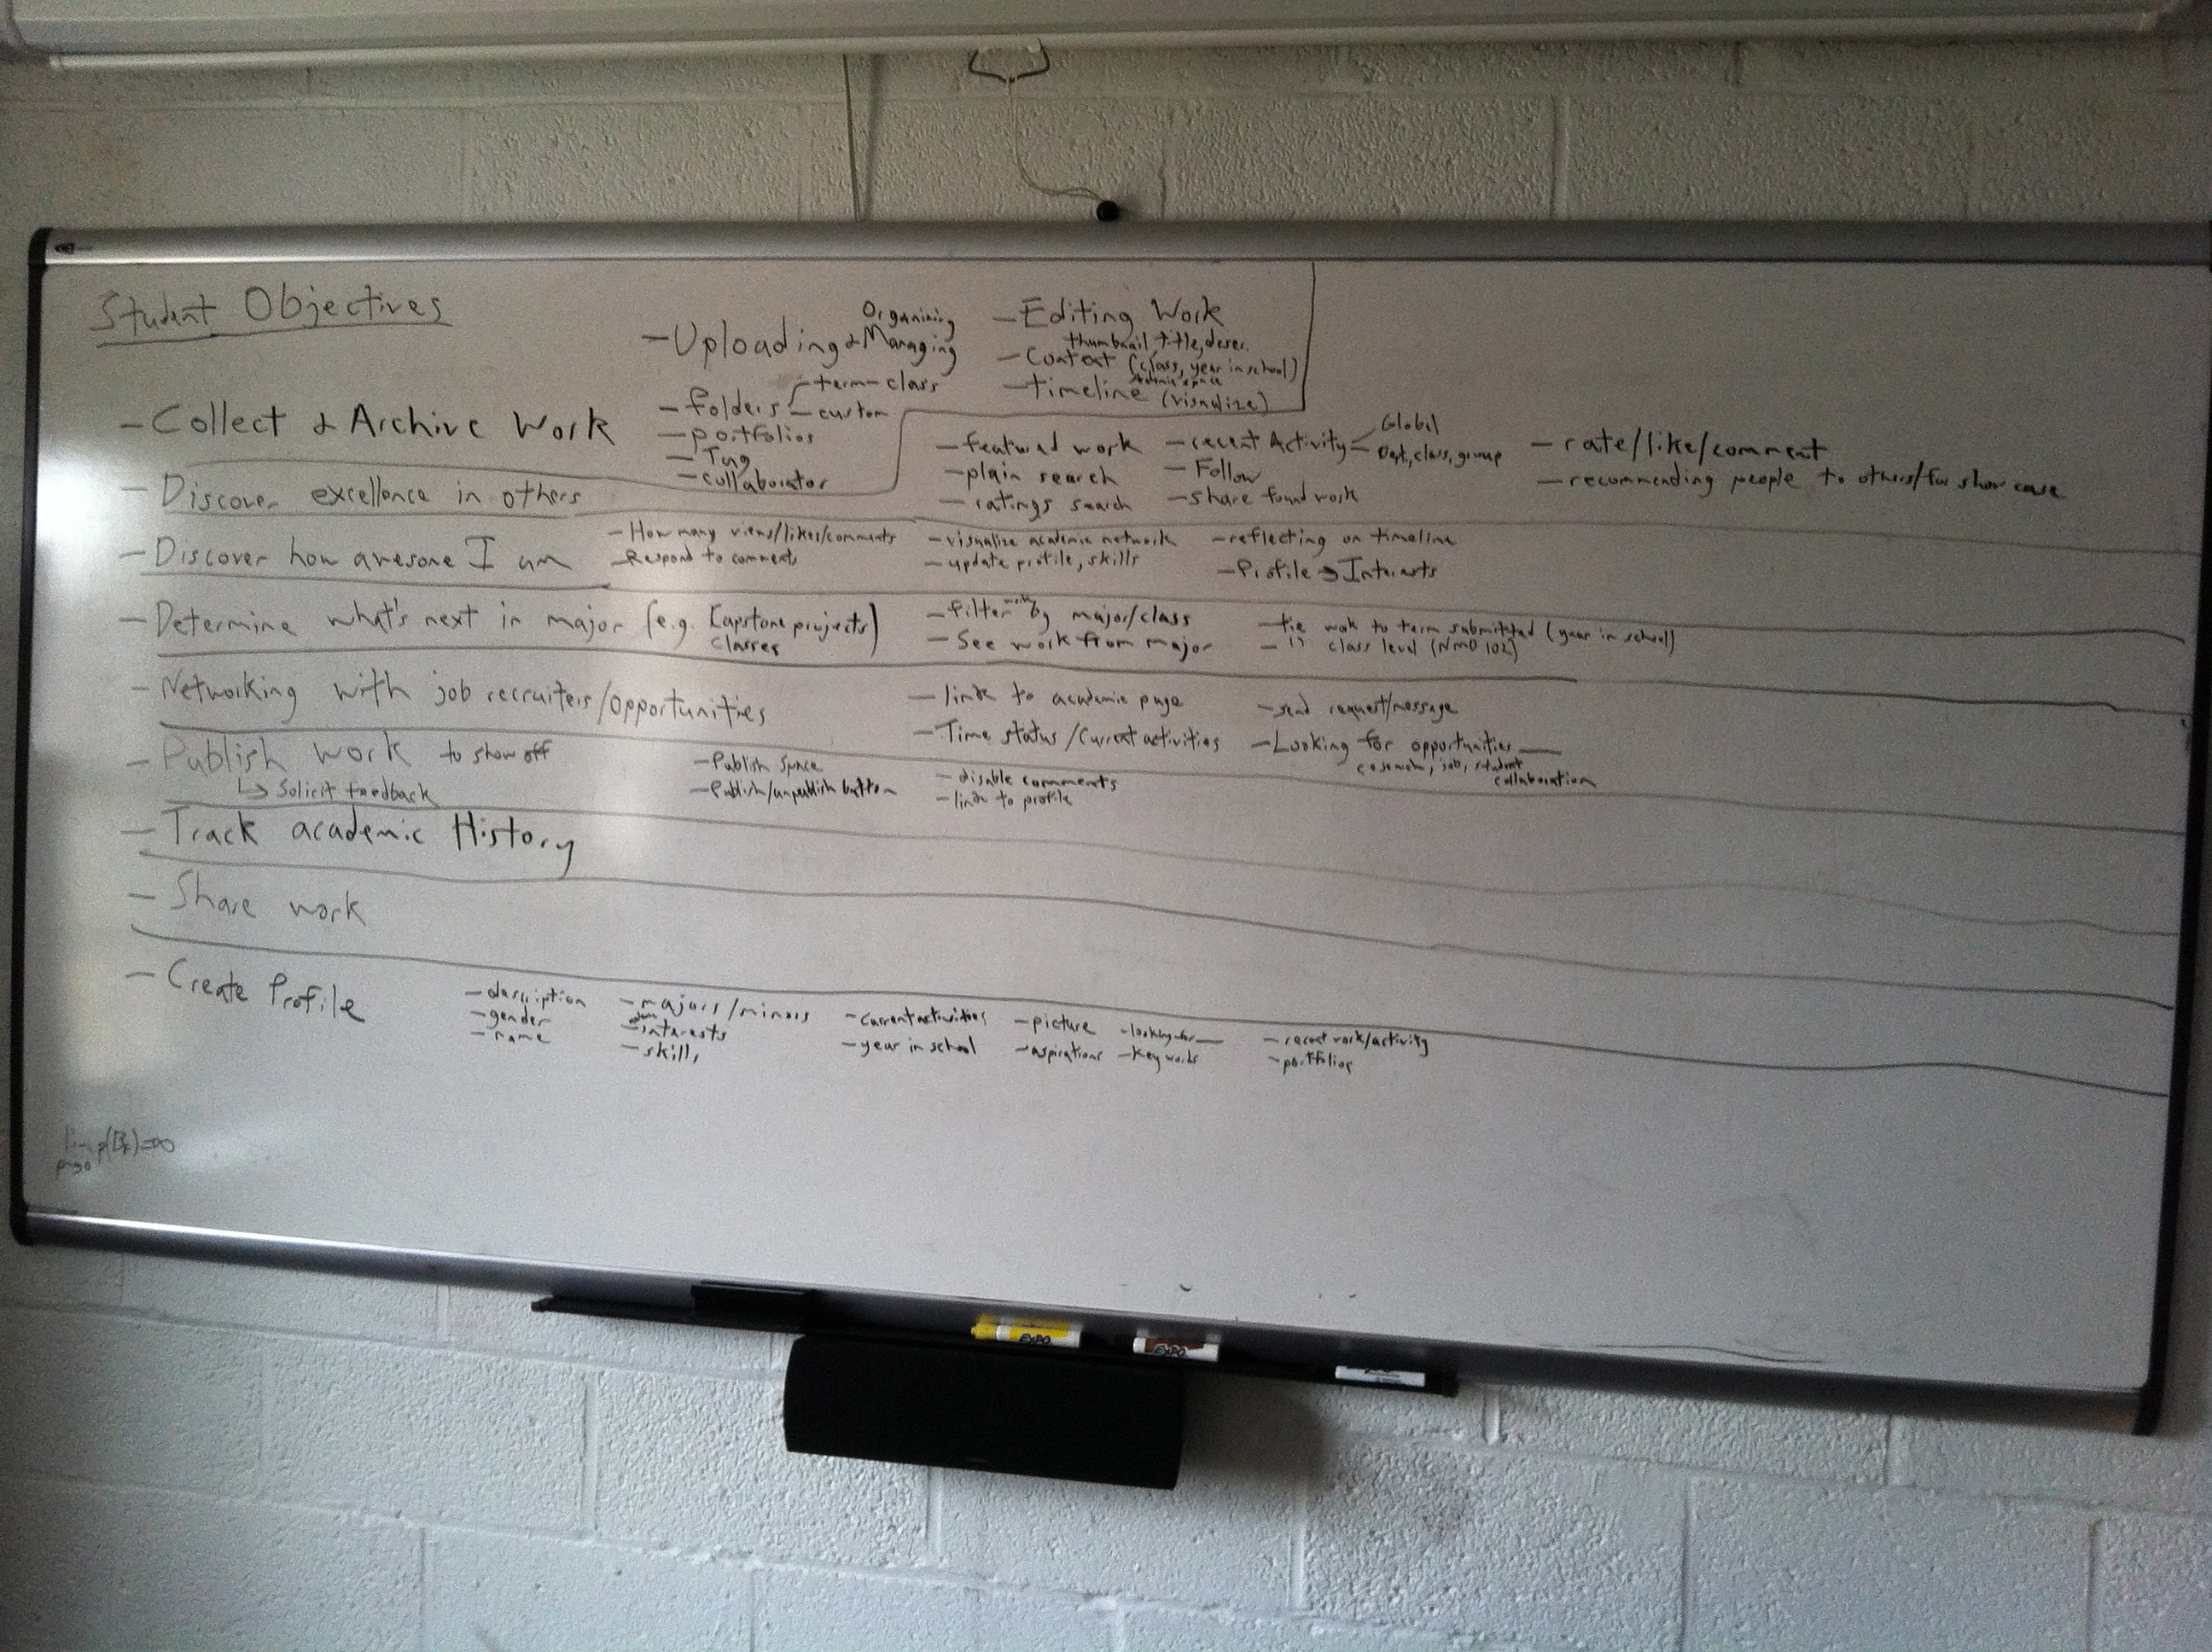 Student Objectives
- Uploading & Organizing Managing
- Editing Work
thumbnail, title, descr.
- Context (class, year in school)
- timeline (visualize)
- Collect & Archive Work
- folders - term - class
- custom
- portfolios
- Tag
- collaborator
- Discover excellence in others
- featured work
- plain search
- ratings search
- recent Activity - Global
- Dept, class, group
- Follow
- share found work
- rate/like/comment
- recommending people to others/for show case
- Discover how awesome I am
- How many views/likes/comments
- Respond to comments
- visualize academic network
- update profile, skills
- reflecting on timeline
- Profile → Interests
- Determine what's next in major (e.g. Capstone projects)
classes
- filter work by major/class
- See work from major
- tie work to term submitted (year in school)
- " class level (NMD 102)
- Networking with job recruiters/opportunities
- link to academic page
- Time status/Current activities
- send request/message
- Looking for opportunities
research, job, student collaboration
- Publish work to show off
↳ Solicit feedback
- Publish Space
- Publish/unpublish button
- disable comments
- link to profile
- Track academic History
- Share work
- Create Profile
- description
- gender
- name
- majors/minors
- interests
- skills
- current activities
- year in school
- picture
- aspirations
- looking for
- key words
- recent work/activity
- portfolios
EXPO
EXPO